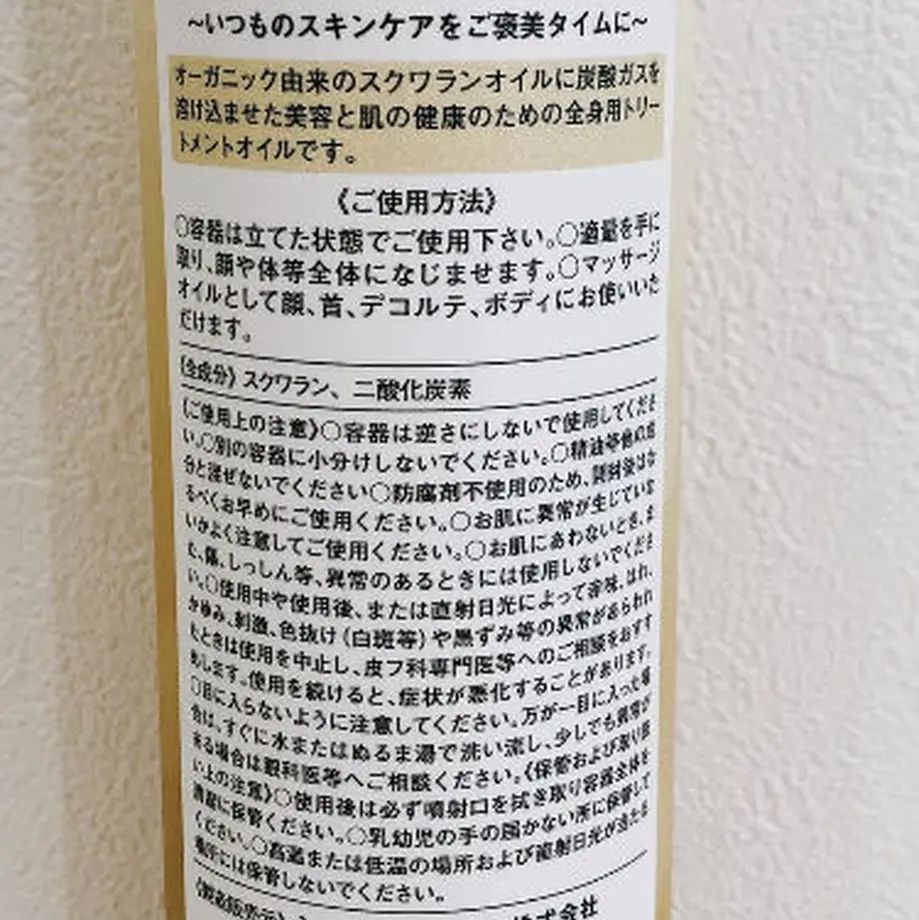 ~いつものスキンケアをご褒美タイムに~
オーガニック由来のスクワランオイルに炭酸ガスを
溶け込ませた美容と肌の健康のための全身用トリー
トメントオイルです。
《ご使用方法》
○容器は立てた状態でご使用下さい。○適量を手に
取り、顔や体等全体になじませます。○マッサージ
オイルとして顔、首、デコルテ、ボディにお使いいた
だけます。
《全成分》スクワラン、二酸化炭素
《ご使用上の注意》○容器は逆さにしないで使用してくださ
い。○別の容器に小分けしないでください。○精油等他の成
分と混ぜないでください○防腐剤不使用のため、開封後はな
るべくお早めにご使用ください。○お肌に異常が生じていな
いかよく注意してご使用ください。○お肌にあわないとき、ま
た、傷、しっしん等、異常のあるときには使用しないでくださ
い。○使用中や使用後、または直射日光によって赤味、はれ、
かゆみ、刺激、色抜け(白斑等)や黒ずみ等の異常があらわれ
たときは使用を中止し、皮フ科専門医等へのご相談をおすす
めします。使用を続けると、症状が悪化することがあります。
○目に入らないように注意してください。万が一目に入った場
合は、すぐに水またはぬるま湯で洗い流し、少しでも異常が
ある場合は眼科医等へご相談ください。《保管および取り扱
い上の注意》○使用後は必ず噴射口を拭き取り容器全体を
清潔に保管ください。○乳幼児の手の届かない所に保管して
ください。○高温または低温の場所および直射日光が当たる
場所には保管しないでください。
《製造販売元》 株式会社